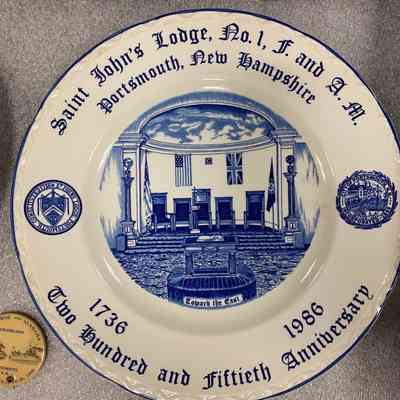 Saint John's Lodge, No. 1, F. and A. M.
Portsmouth, New Hampshire
Toward the East
1736
1986
Two Hundred and Fiftieth Anniversary